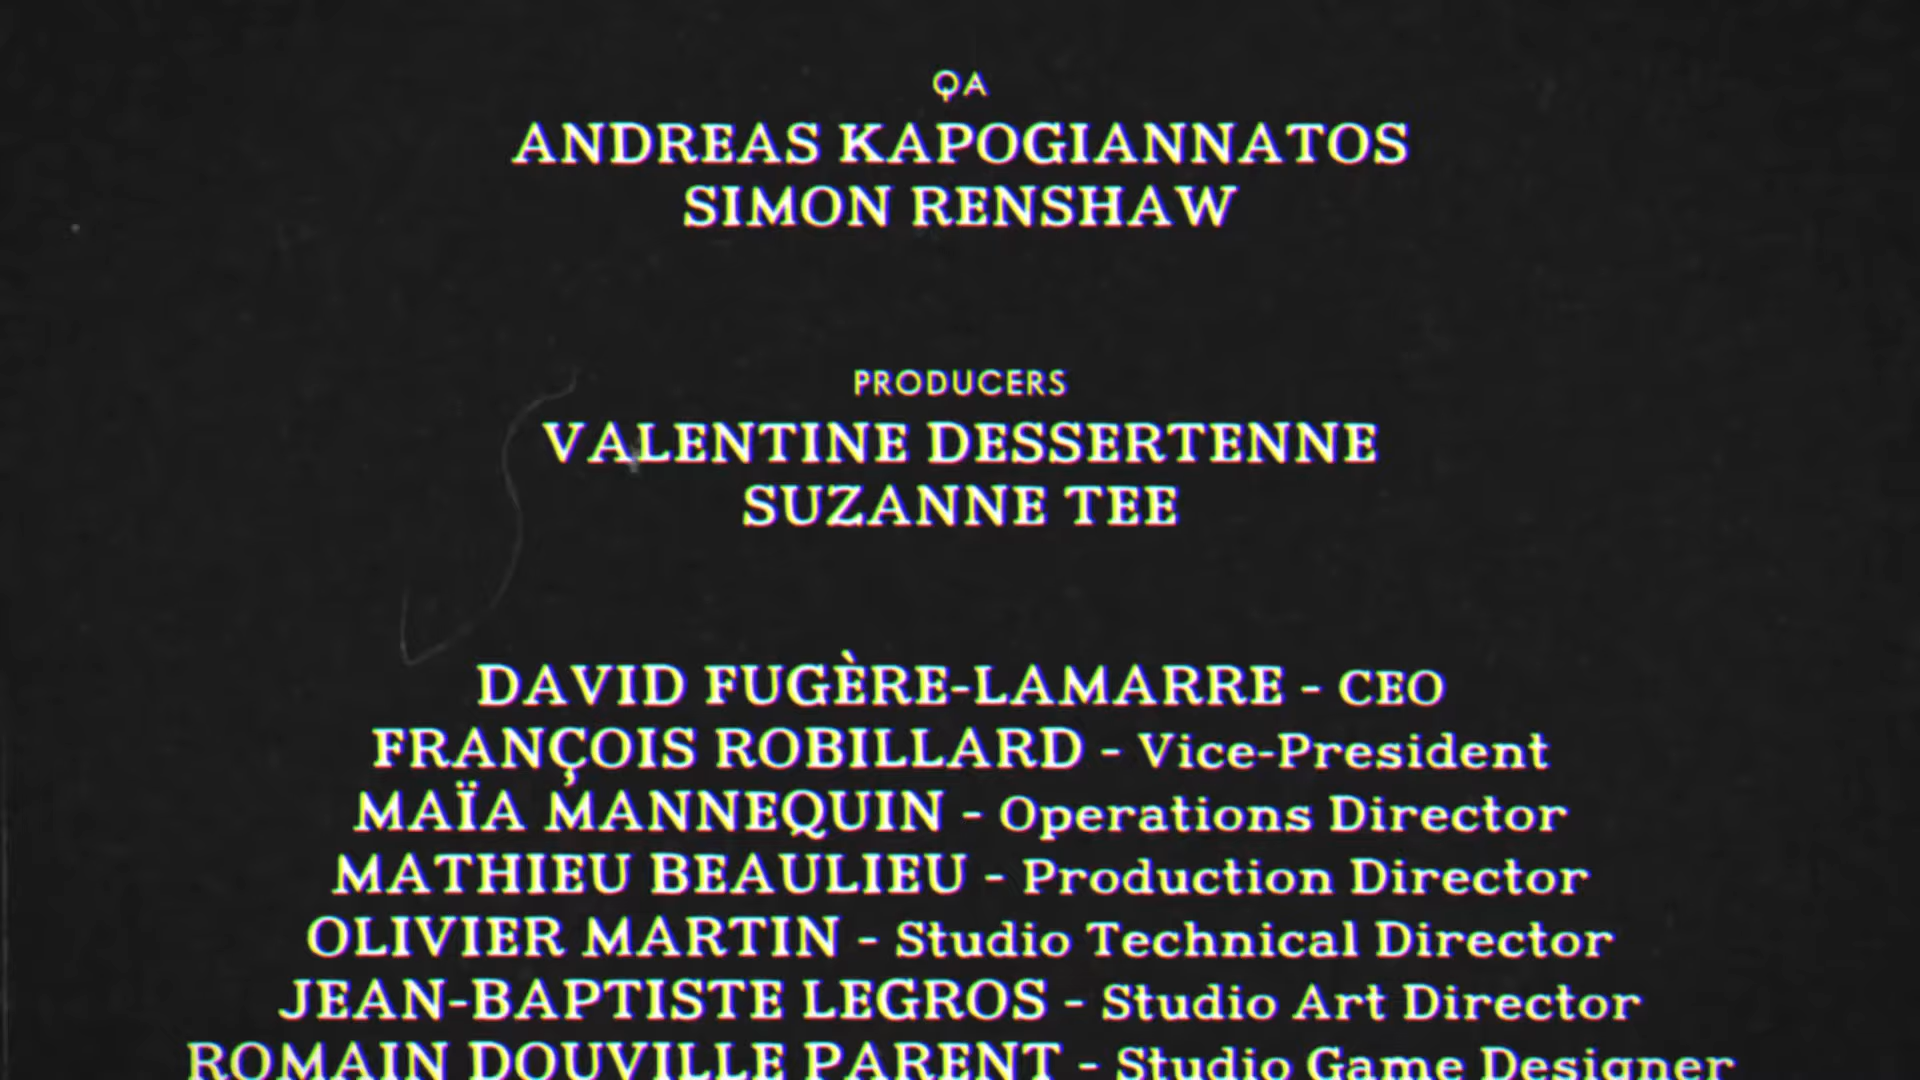 QA
ANDREAS KAPOGIANNATOS
SIMON RENSHAW
PRODUCERS
VALENTINE DESSERTENNE
SUZANNE TEE
DAVID FUGÈRE-LAMARRE - CEO
FRANÇOIS ROBILLARD - Vice-President
MAÏA MANNEQUIN - Operations Director
MATHIEU BEAULIEU - Production Director
OLIVIER MARTIN - Studio Technical Director
JEAN-BAPTISTE LEGROS - Studio Art Director
ROMAIN DOUVILLE PARENT - Studio Game Designer